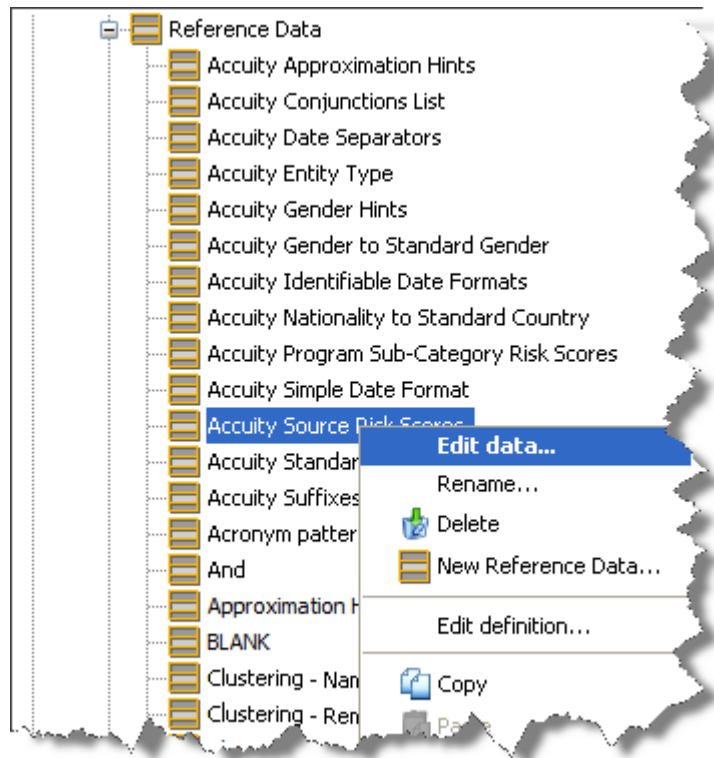 Reference Data
Accuity Approximation Hints
Accuity Conjunctions List
Accuity Date Separators
Accuity Entity Type
Accuity Gender Hints
Accuity Gender to Standard Gender
Accuity Identifiable Date Formats
Accuity Nationality to Standard Country
Accuity Program Sub-Category Risk Scores
Accuity Simple Date Format
Accuity Source Risk Scores
Accuity Standar
Accuity Suffixes
Acronym patter
And
Approximation H
BLANK
Clustering - Nam
Clustering - Ren
Edit data...
Rename...
Delete
New Reference Data...
Edit definition...
Copy
Paste